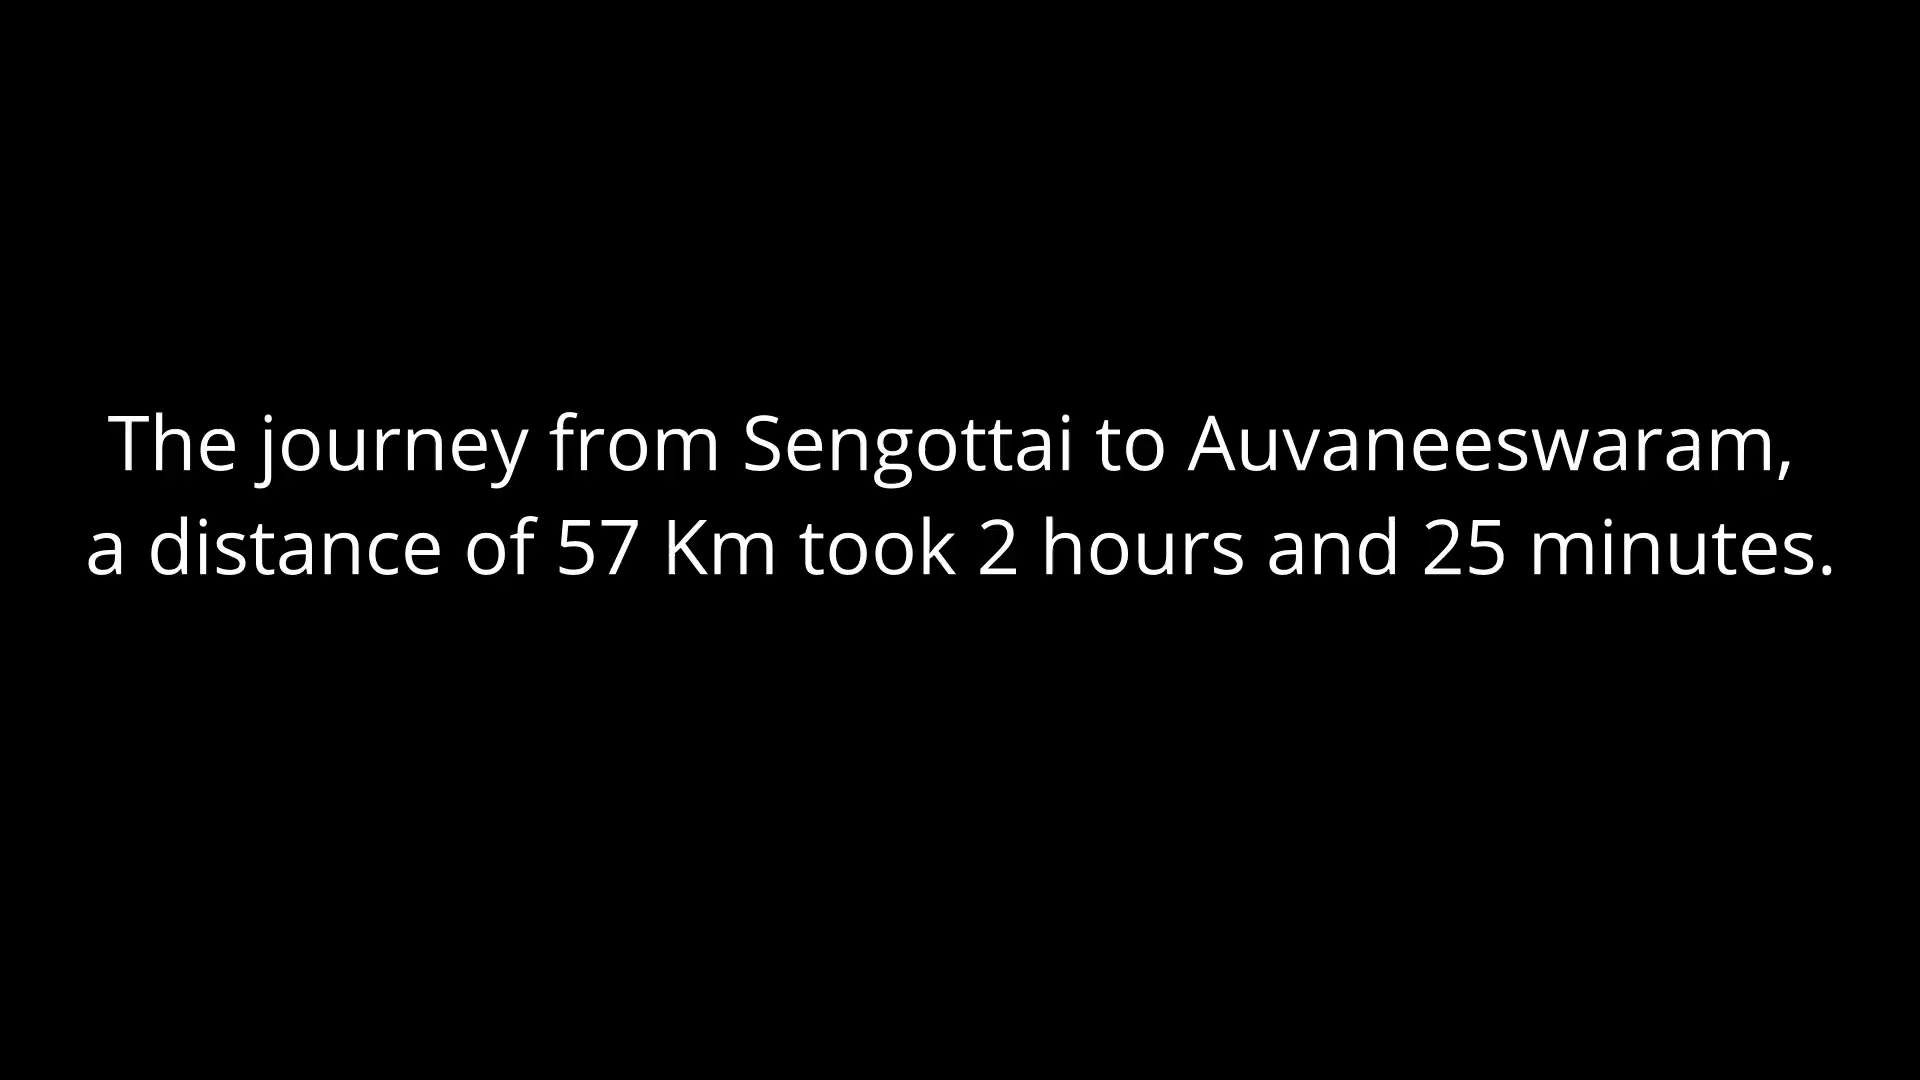 The journey from Sengottai to Auvaneeswaram,
a distance of 57 Km took 2 hours and 25 minutes.